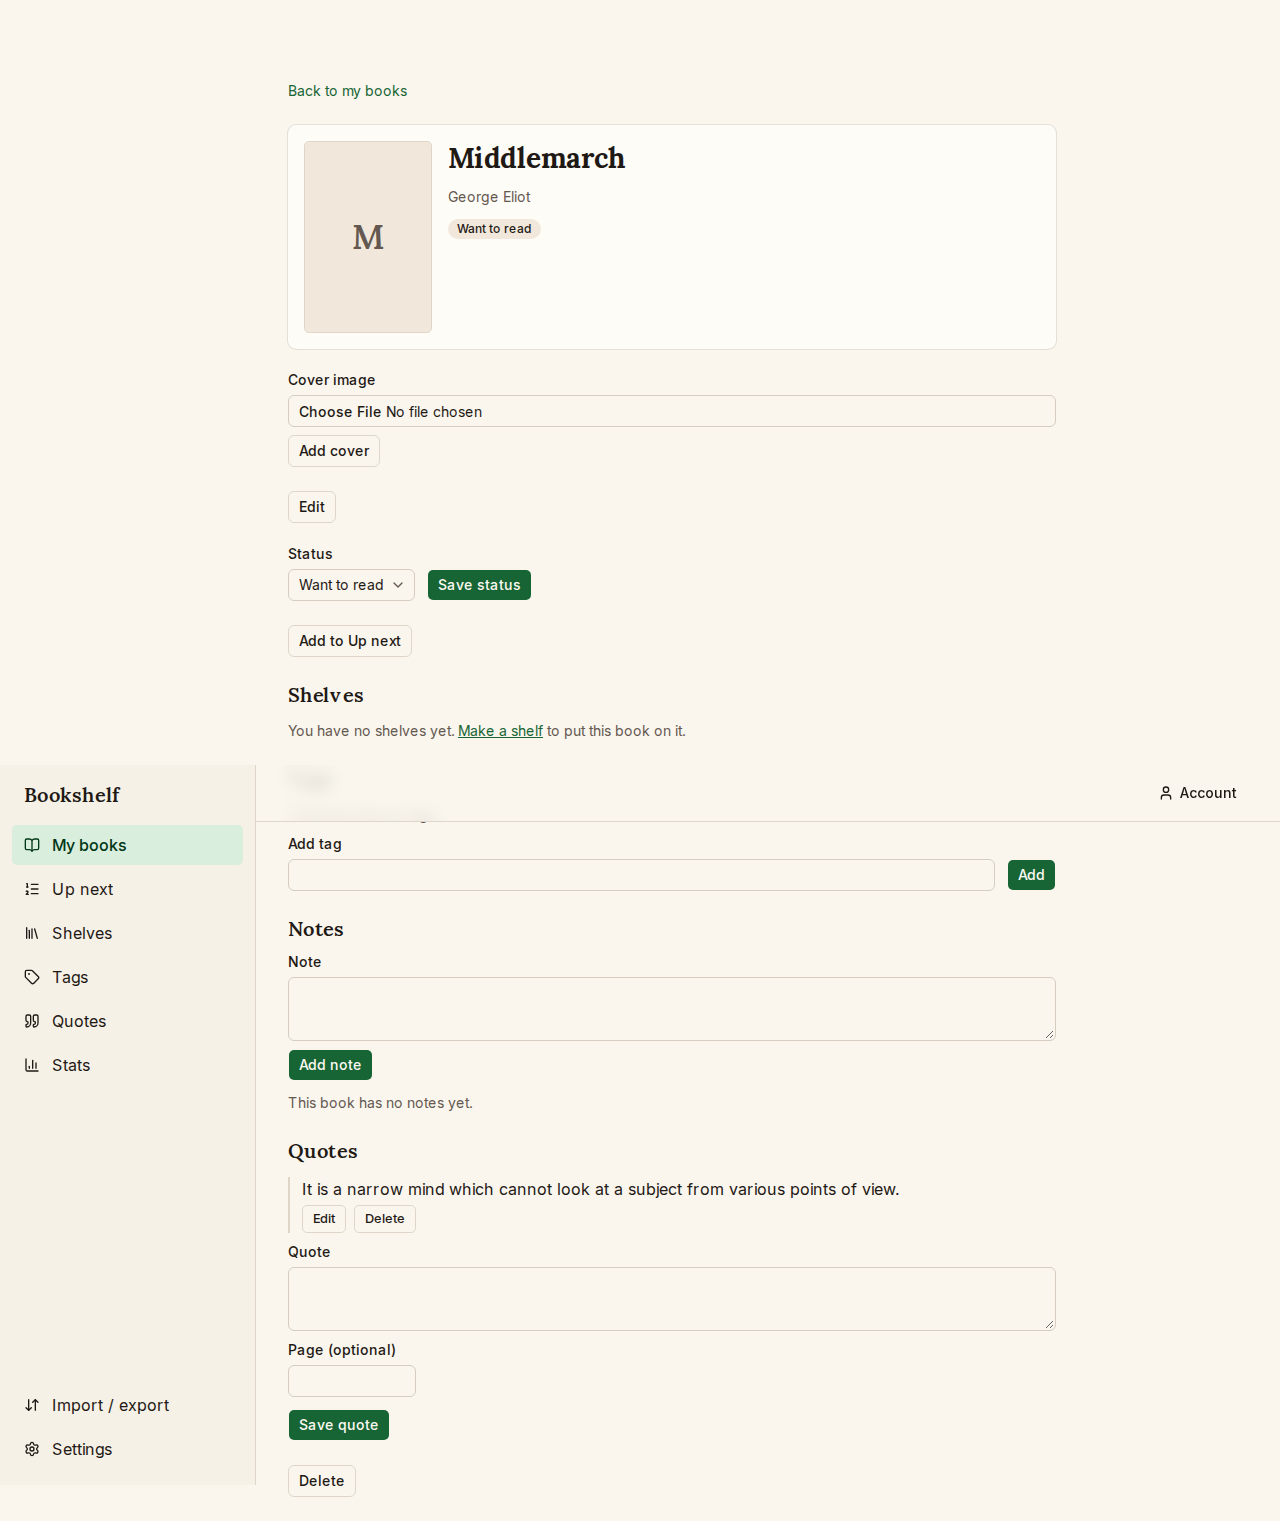 Back to my books
M
Middlemarch
George Eliot
Want to read
Cover image
Choose File No file chosen
Add cover
Edit
Status
Want to read
Save status
Add to Up next
Shelves
You have no shelves yet. Make a shelf to put this book on it.
Bookshelf
My books
Up next
Shelves
Tags
Quotes
Stats
Import / export
Settings
Account
Add tag
Add
Notes
Note
Add note
This book has no notes yet.
Quotes
It is a narrow mind which cannot look at a subject from various points of view.
Edit
Delete
Quote
Page (optional)
Save quote
Delete